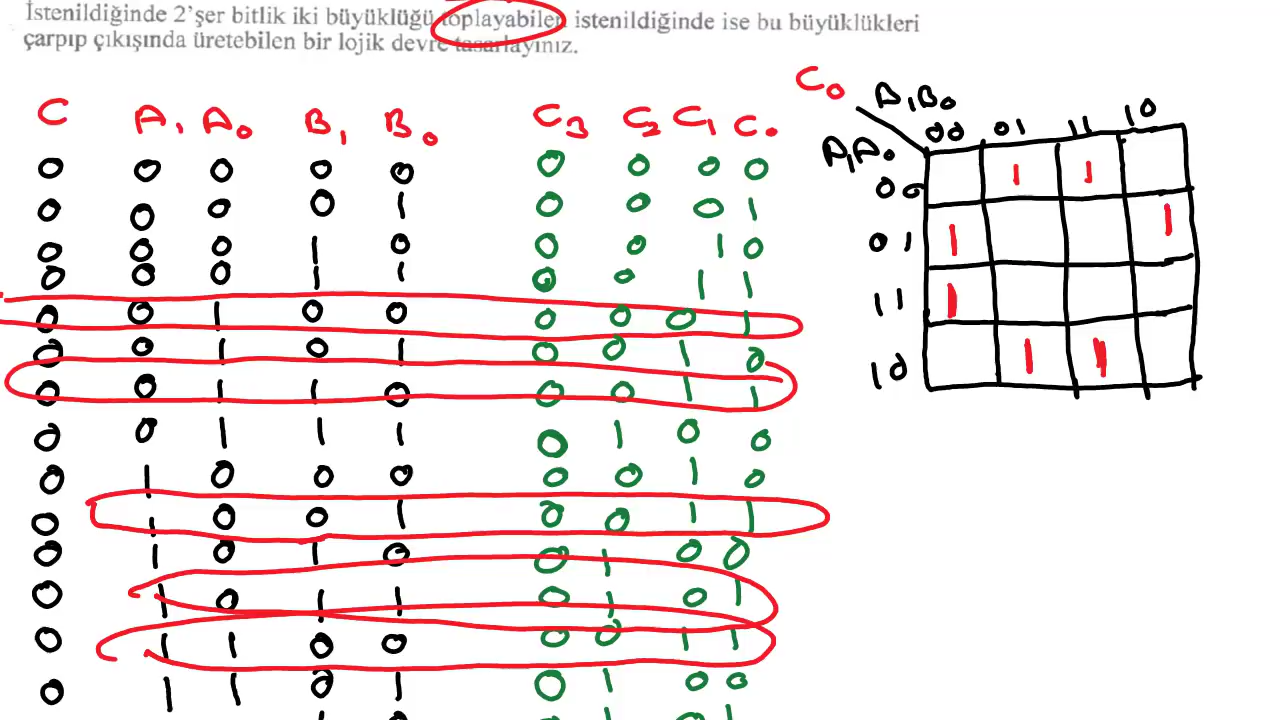 İstenildiğinde 2'şer bitlik iki büyüklüğü toplayabilen istenildiğinde ise bu büyüklükleri
çarpıp çıkışında üretebilen bir lojik devre tasarlayınız.
C A₁ A₀ B₁ B₀ C₃ C₂ C₁ C₀
0 0 0 0 0 0 0 0 0
0 0 0 0 1 0 0 0 1
0 0 0 1 0 0 0 1 0
0 0 0 1 1 0 0 1 1
0 0 1 0 0 0 0 0 1
0 0 1 0 1 0 0 1 0
0 0 1 1 0 0 0 1 1
0 0 1 1 1 0 1 0 0
0 1 0 0 0 0 0 1 0
0 1 0 0 1 0 0 1 1
0 1 0 1 0 0 1 0 0
0 1 0 1 1 0 1 0 1
0 1 1 0 0 0 0 1 1
0 1 1 0 1 0 1 0 0
1 0 0 1 0 1
C₀ B₁B₀
00 01 11 10
A₁A₀
00 1 1
01 1 1
11 1
10 1 1